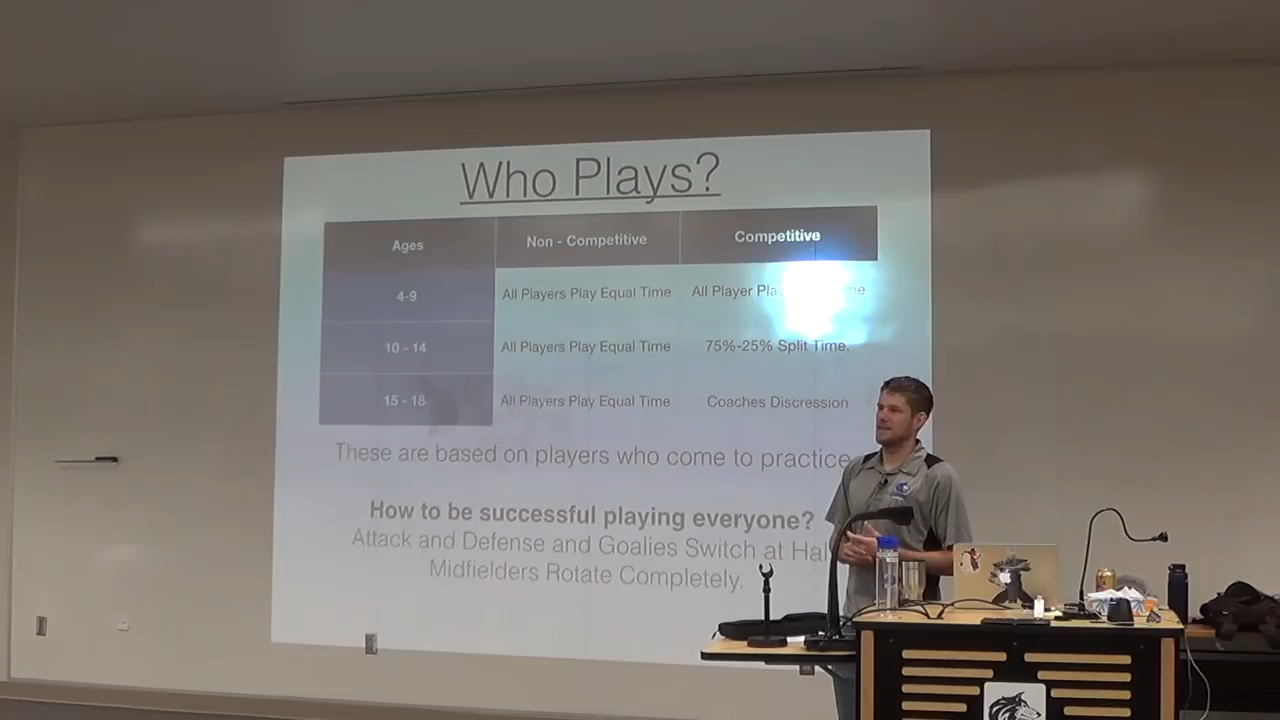 Who Plays?
Ages Non - Competitive Competitive
4-9 All Players Play Equal Time All Player
10 - 14 All Players Play Equal Time 75%-25% Split Time.
15 - 18 All Players Play Equal Time Coaches Discression
These are based on players who come to practice
How to be successful playing everyone?
Attack and Defense and Goalies Switch at
Midfielders Rotate Completely.